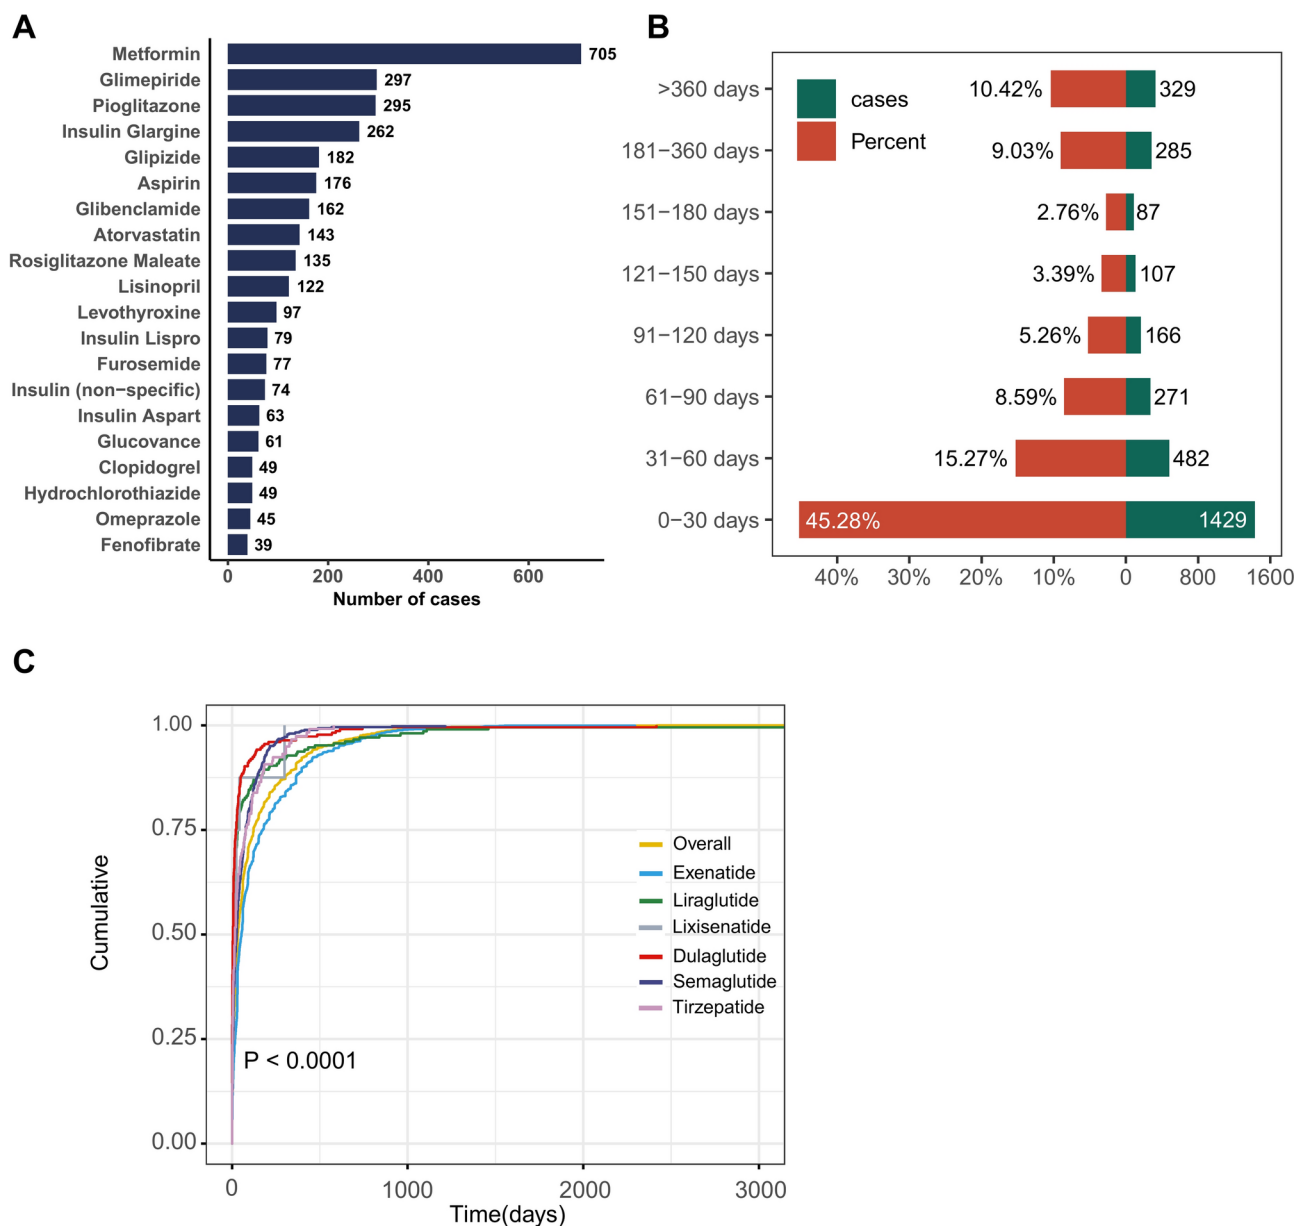 A
Metformin 705
Glimepiride 297
Pioglitazone 295
Insulin Glargine 262
Glipizide 182
Aspirin 176
Glibenclamide 162
Atorvastatin 143
Rosiglitazone Maleate 135
Lisinopril 122
Levothyroxine 97
Insulin Lispro 79
Furosemide 77
Insulin (non−specific) 74
Insulin Aspart 63
Glucovance 61
Clopidogrel 49
Hydrochlorothiazide 49
Omeprazole 45
Fenofibrate 39
0 200 400 600
Number of cases
B
cases
Percent
>360 days 10.42% 329
181−360 days 9.03% 285
151−180 days 2.76% 87
121−150 days 3.39% 107
91−120 days 5.26% 166
61−90 days 8.59% 271
31−60 days 15.27% 482
0−30 days 45.28% 1429
40% 30% 20% 10% 0 800 1600
C
Cumulative
1.00
0.75
0.50
0.25
0.00
Overall
Exenatide
Liraglutide
Lixisenatide
Dulaglutide
Semaglutide
Tirzepatide
P < 0.0001
0 1000 2000 3000
Time(days)